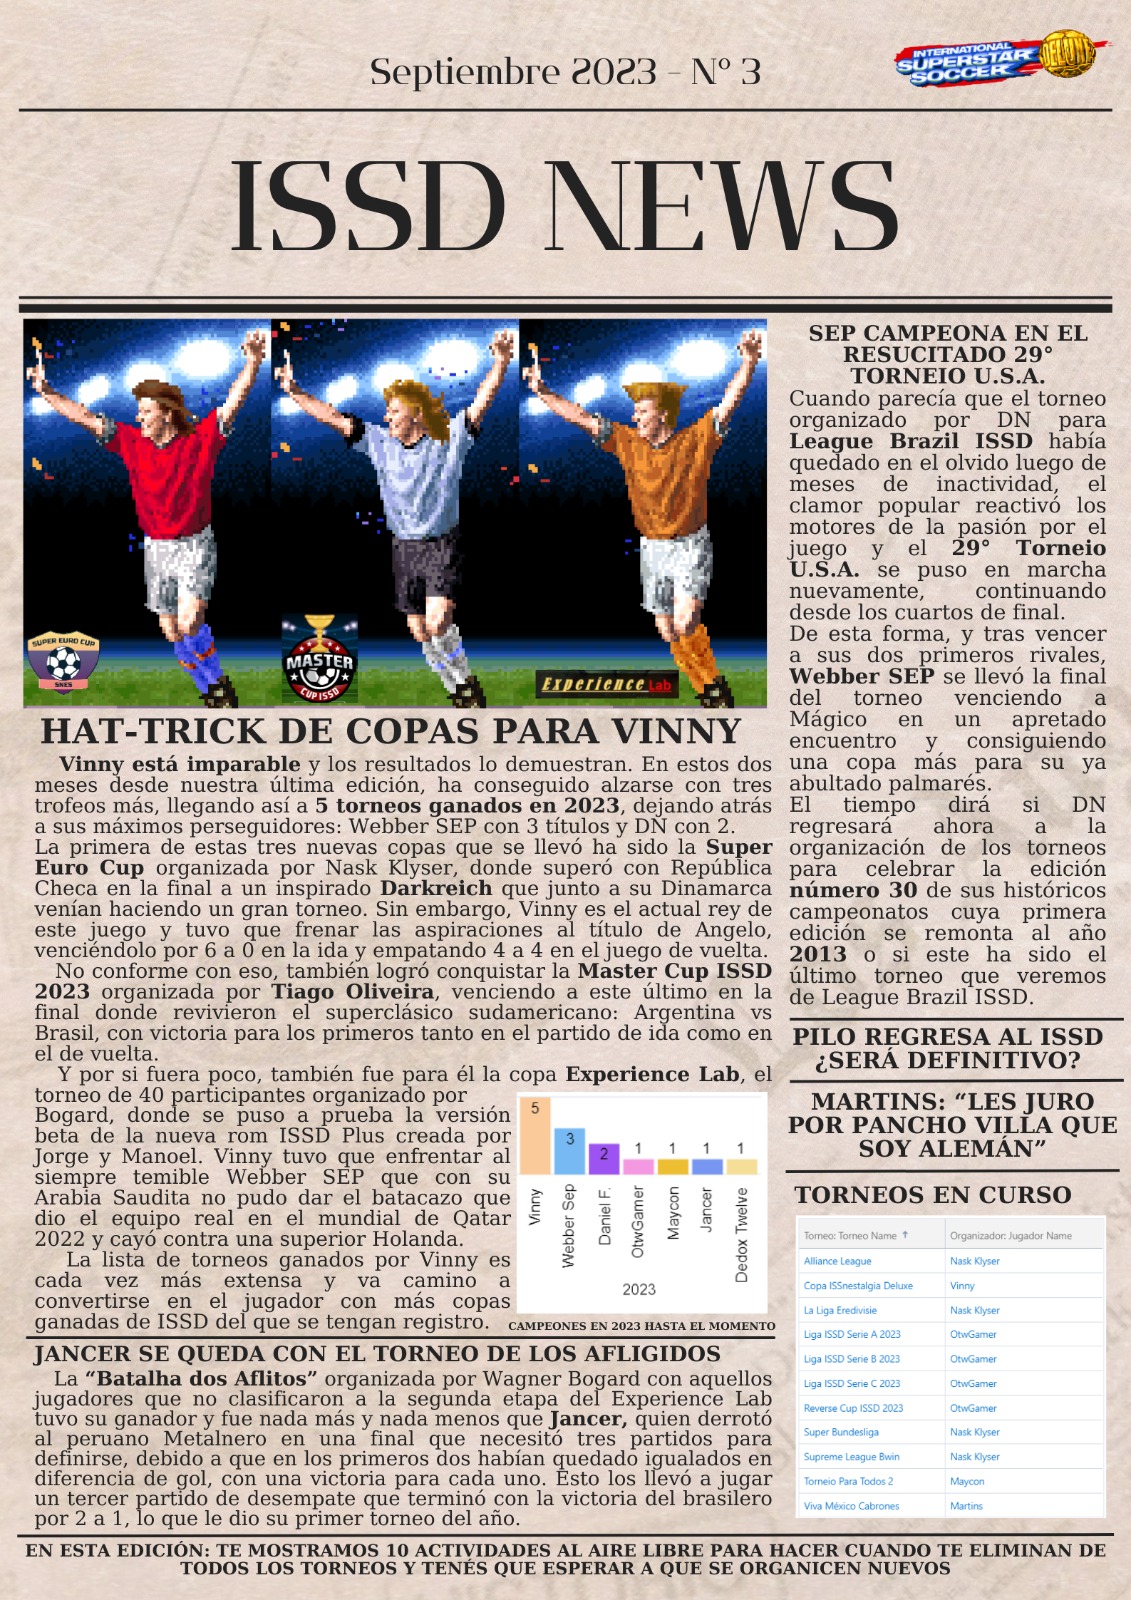 Septiembre 2023 - N° 3
INTERNATIONAL
SUPERSTAR
SOCCER
DELUXE
ISSD NEWS
SUPER EURO CUP
SNES
MASTER
CUP ISSD
Experience Lab
HAT-TRICK DE COPAS PARA VINNY
Vinny está imparable y los resultados lo demuestran. En estos dos
meses desde nuestra última edición, ha conseguido alzarse con tres
trofeos más, llegando así a 5 torneos ganados en 2023, dejando atrás
a sus máximos perseguidores: Webber SEP con 3 títulos y DN con 2.
La primera de estas tres nuevas copas que se llevó ha sido la Super
Euro Cup organizada por Nask Klyser, donde superó con República
Checa en la final a un inspirado Darkreich que junto a su Dinamarca
venían haciendo un gran torneo. Sin embargo, Vinny es el actual rey de
este juego y tuvo que frenar las aspiraciones al título de Angelo,
venciéndolo por 6 a 0 en la ida y empatando 4 a 4 en el juego de vuelta.
No conforme con eso, también logró conquistar la Master Cup ISSD
2023 organizada por Tiago Oliveira, venciendo a este último en la
final donde revivieron el superclásico sudamericano: Argentina vs
Brasil, con victoria para los primeros tanto en el partido de ida como en
el de vuelta.
Y por si fuera poco, también fue para él la copa Experience Lab, el
torneo de 40 participantes organizado por
Bogard, donde se puso a prueba la versión
beta de la nueva rom ISSD Plus creada por
Jorge y Manoel. Vinny tuvo que enfrentar al
siempre temible Webber SEP que con su
Arabia Saudita no pudo dar el batacazo que
dio el equipo real en el mundial de Qatar
2022 y cayó contra una superior Holanda.
La lista de torneos ganados por Vinny es
cada vez más extensa y va camino a
convertirse en el jugador con más copas
ganadas de ISSD del que se tengan registro.
5 3 2 1 1 1 1
Vinny
Webber Sep
Daniel F.
OtwGamer
Maycon
Jancer
Dedox Twelve
2023
CAMPEONES EN 2023 HASTA EL MOMENTO
JANCER SE QUEDA CON EL TORNEO DE LOS AFLIGIDOS
La “Batalha dos Aflitos” organizada por Wagner Bogard con aquellos
jugadores que no clasificaron a la segunda etapa del Experience Lab
tuvo su ganador y fue nada más y nada menos que Jancer, quien derrotó
al peruano Metalnero en una final que necesitó tres partidos para
definirse, debido a que en los primeros dos habían quedado igualados en
diferencia de gol, con una victoria para cada uno. Esto los llevó a jugar
un tercer partido de desempate que terminó con la victoria del brasilero
por 2 a 1, lo que le dio su primer torneo del año.
SEP CAMPEONA EN EL
RESUCITADO 29°
TORNEIO U.S.A.
Cuando parecía que el torneo
organizado por DN para
League Brazil ISSD había
quedado en el olvido luego de
meses de inactividad, el
clamor popular reactivó los
motores de la pasión por el
juego y el 29° Torneio
U.S.A. se puso en marcha
nuevamente, continuando
desde los cuartos de final.
De esta forma, y tras vencer
a sus dos primeros rivales,
Webber SEP se llevó la final
del torneo venciendo a
Mágico en un apretado
encuentro y consiguiendo
una copa más para su ya
abultado palmarés.
El tiempo dirá si DN
regresará ahora a la
organización de los torneos
para celebrar la edición
número 30 de sus históricos
campeonatos cuya primera
edición se remonta al año
2013 o si este ha sido el
último torneo que veremos
de League Brazil ISSD.
PILO REGRESA AL ISSD
¿SERÁ DEFINITIVO?
MARTINS: “LES JURO
POR PANCHO VILLA QUE
SOY ALEMÁN”
TORNEOS EN CURSO
Torneo: Torneo Name ↑ Organizador: Jugador Name
Alliance League Nask Klyser
Copa ISSnestalgia Deluxe Vinny
La Liga Eredivisie Nask Klyser
Liga ISSD Serie A 2023 OtwGamer
Liga ISSD Serie B 2023 OtwGamer
Liga ISSD Serie C 2023 OtwGamer
Reverse Cup ISSD 2023 OtwGamer
Super Bundesliga Nask Klyser
Supreme League Bwin Nask Klyser
Torneio Para Todos 2 Maycon
Viva México Cabrones Martins
EN ESTA EDICIÓN: TE MOSTRAMOS 10 ACTIVIDADES AL AIRE LIBRE PARA HACER CUANDO TE ELIMINAN DE
TODOS LOS TORNEOS Y TENÉS QUE ESPERAR A QUE SE ORGANICEN NUEVOS